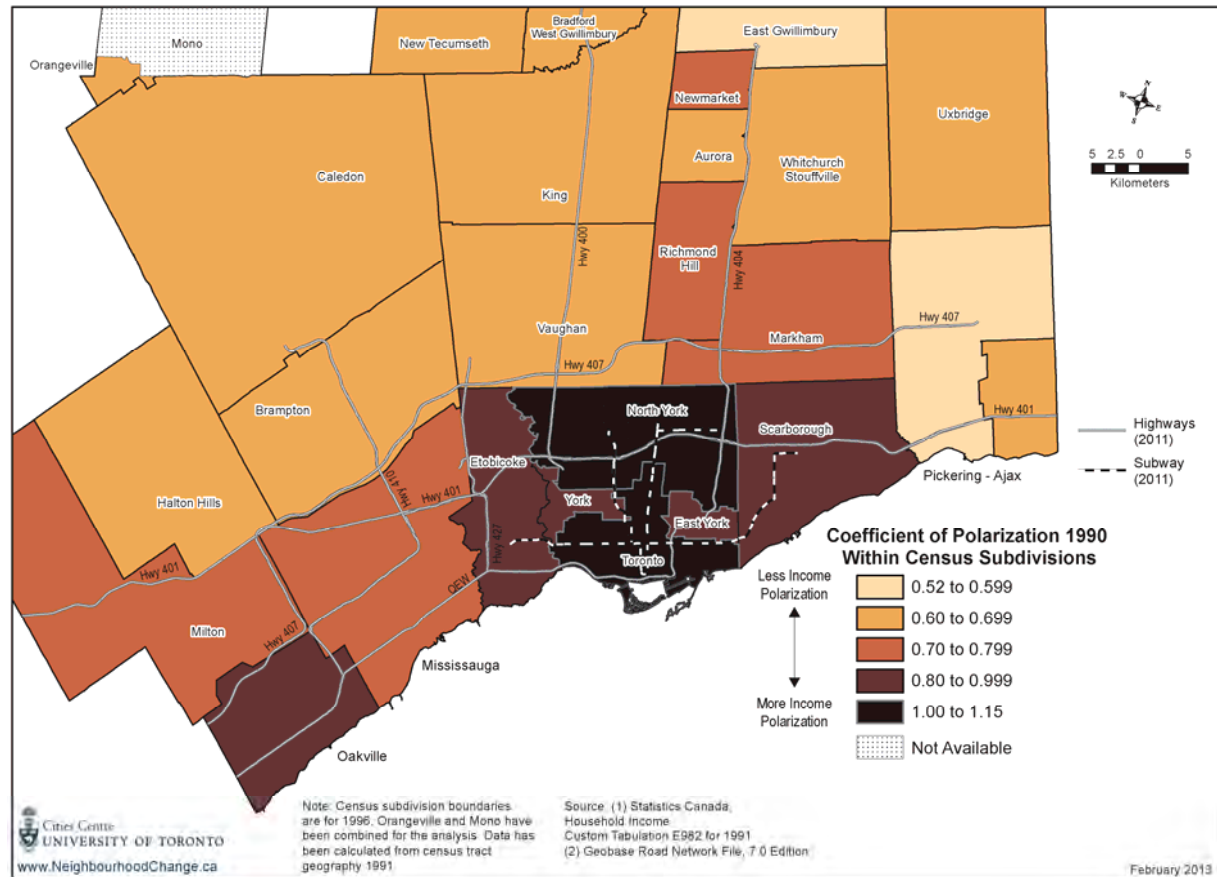 Mono
Orangeville
New Tecumseth
Bradford
West Gwillimbury
East Gwillimbury
Newmarket
Uxbridge
Aurora
Whitchurch
Stouffville
Caledon
King
Hwy 400
Richmond
Hill
Hwy 404
Vaughan
Markham
Hwy 407
Hwy 407
Brampton
North York
Scarborough
Hwy 401
Etobicoke
Hwy 410
Hwy 401
York
East York
Pickering - Ajax
Halton Hills
Hwy 427
Toronto
QEW
Hwy 401
Milton
Hwy 407
Mississauga
Oakville
N
W
E
S
5 2.5 0 5
Kilometers
Highways
(2011)
Subway
(2011)
Coefficient of Polarization 1990
Within Census Subdivisions
Less Income
Polarization
More Income
Polarization
0.52 to 0.599
0.60 to 0.699
0.70 to 0.799
0.80 to 0.999
1.00 to 1.15
Not Available
Cities Centre
UNIVERSITY OF TORONTO
www.NeighbourhoodChange.ca
Note: Census subdivision boundaries
are for 1996, Orangeville and Mono have
been combined for the analysis. Data has
been calculated from census tract
geography 1991
Source: (1) Statistics Canada,
Household Income
Custom Tabulation E982 for 1991
(2) Geobase Road Network File, 7.0 Edition
February 2013